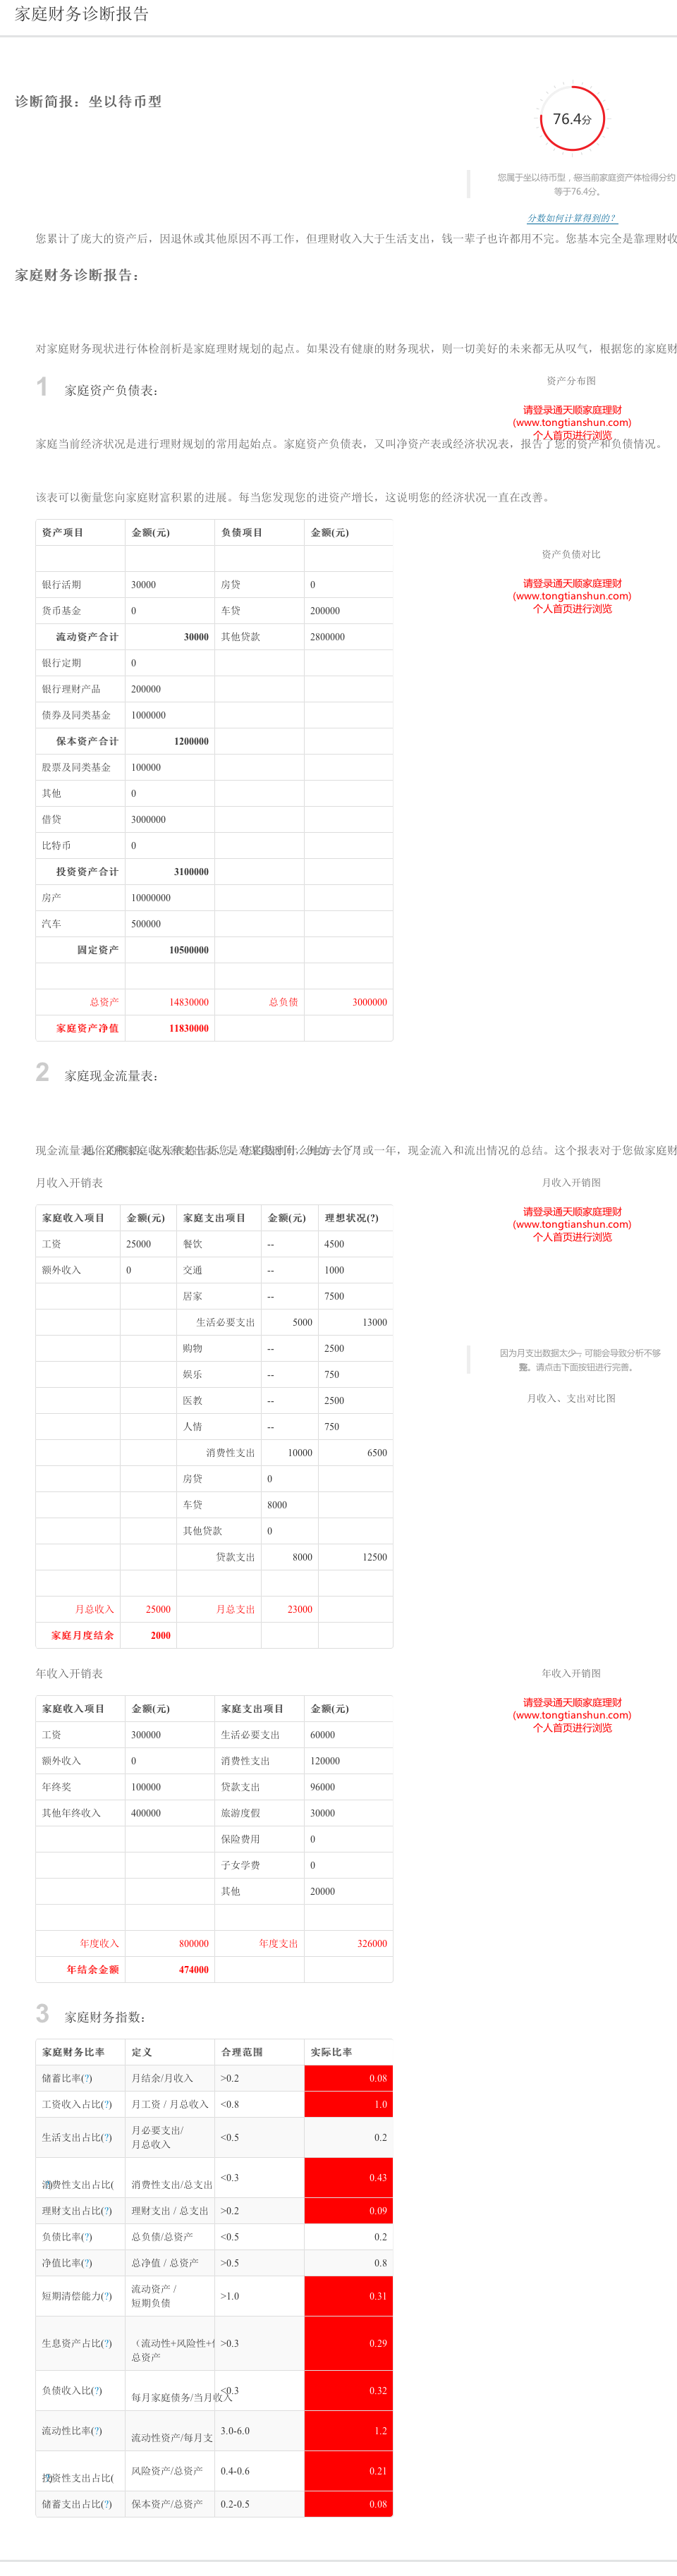 家庭财务诊断报告
诊断简报：坐以待币型
76.4分
您属于坐以待币型，您当前家庭资产体检得分约
等于76.4分。
分数如何计算得到的？
您累计了庞大的资产后，因退休或其他原因不再工作，但理财收入大于生活支出，钱一辈子也许都用不完。您基本完全是靠理财收
家庭财务诊断报告：
对家庭财务现状进行体检剖析是家庭理财规划的起点。如果没有健康的财务现状，则一切美好的未来都无从叹气，根据您的家庭财
1 家庭资产负债表：
资产分布图
请登录通天顺家庭理财
(www.tongtianshun.com)
个人首页进行浏览
家庭当前经济状况是进行理财规划的常用起始点。家庭资产负债表，又叫净资产表或经济状况表，报告了您的资产和负债情况。
该表可以衡量您向家庭财富积累的进展。每当您发现您的进资产增长，这说明您的经济状况一直在改善。
资产负债对比
请登录通天顺家庭理财
(www.tongtianshun.com)
个人首页进行浏览
资产项目 金额(元) 负债项目 金额(元)
银行活期 30000 房贷 0
货币基金 0 车贷 200000
流动资产合计 30000 其他贷款 2800000
银行定期 0
银行理财产品 200000
债券及同类基金 1000000
保本资产合计 1200000
股票及同类基金 100000
其他 0
借贷 3000000
比特币 0
投资资产合计 3100000
房产 10000000
汽车 500000
固定资产 10500000
总资产 14830000 总负债 3000000
家庭资产净值 11830000
2 家庭现金流量表：
现金流量表
或一年，现金流入和流出情况的总结。这个报表对于您做家庭财
月收入开销表
月收入开销图
请登录通天顺家庭理财
(www.tongtianshun.com)
个人首页进行浏览
家庭收入项目 金额(元) 家庭支出项目 金额(元) 理想状况(?)
工资 25000 餐饮 -- 4500
额外收入 0 交通 -- 1000
居家 -- 7500
生活必要支出 5000 13000
购物 -- 2500
娱乐 -- 750
医教 -- 2500
人情 -- 750
消费性支出 10000 6500
房贷 0
车贷 8000
其他贷款 0
贷款支出 8000 12500
月总收入 25000 月总支出 23000
家庭月度结余 2000
因为月支出数据太少，可能会导致分析不够
完整。请点击下面按钮进行完善。
月收入、支出对比图
年收入开销表
年收入开销图
请登录通天顺家庭理财
(www.tongtianshun.com)
个人首页进行浏览
家庭收入项目 金额(元) 家庭支出项目 金额(元)
工资 300000 生活必要支出 60000
额外收入 0 消费性支出 120000
年终奖 100000 贷款支出 96000
其他年终收入 400000 旅游度假 30000
保险费用 0
子女学费 0
其他 20000
年度收入 800000 年度支出 326000
年结余金额 474000
3 家庭财务指数：
家庭财务比率 定义 合理范围 实际比率
储蓄比率(?) 月结余/月收入 >0.2 0.08
工资收入占比(?) 月工资 / 月总收入 <0.8 1.0
生活支出占比(?) 月必要支出/
月总收入 <0.5 0.2
消费性支出占比(?) 消费性支出/总支出 <0.3 0.43
理财支出占比(?) 理财支出 / 总支出 >0.2 0.09
负债比率(?) 总负债/总资产 <0.5 0.2
净值比率(?) 总净值 / 总资产 >0.5 0.8
短期清偿能力(?) 流动资产 /
短期负债 >1.0 0.31
生息资产占比(?) （流动性+风险性+
总资产 >0.3 0.29
负债收入比(?) 每月家庭债务/当月收入 <0.3 0.32
流动性比率(?) 流动性资产/每月支 3.0-6.0 1.2
投资性支出占比(?) 风险资产/总资产 0.4-0.6 0.21
储蓄支出占比(?) 保本资产/总资产 0.2-0.5 0.08